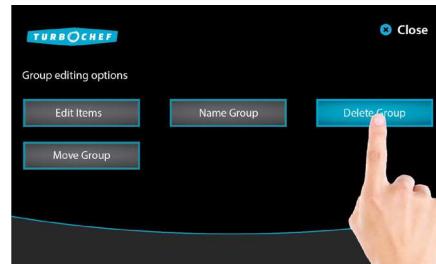 TURBOCHEF
Close
Group editing options
Edit Items
Name Group
Delete Group
Move Group